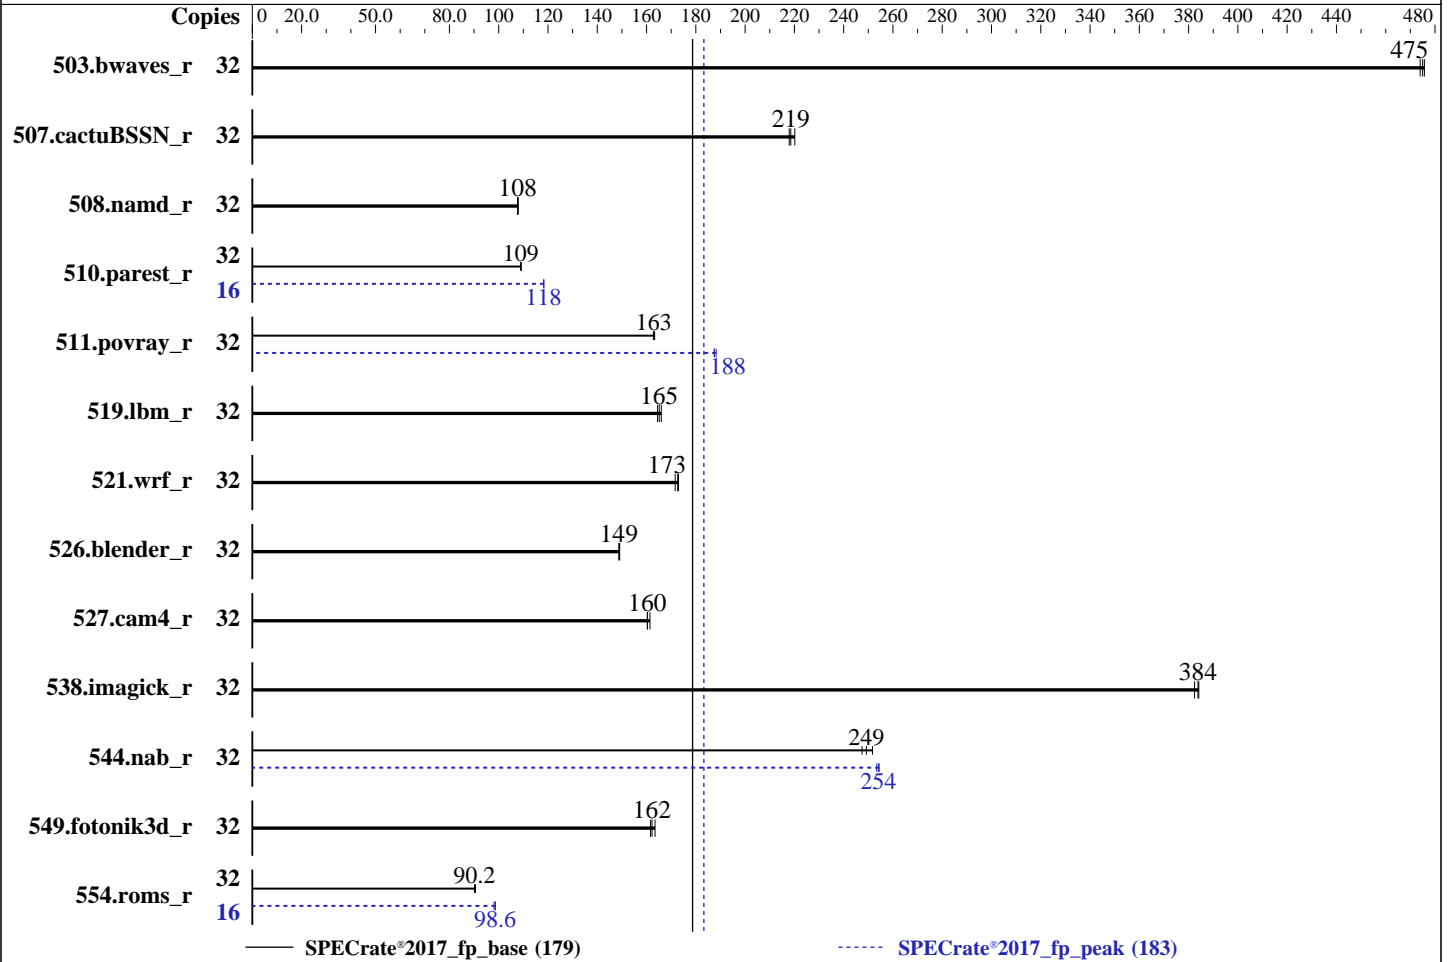 Copies 0 20.0 50.0 80.0 100 120 140 160 180 200 220 240 260 280 300 320 340 360 380 400 420 440 480
503.bwaves_r 32 475
507.cactuBSSN_r 32 219
508.namd_r 32 108
32 109
510.parest_r
16 118
163
511.povray_r 32
188
519.lbm_r 32 165
521.wrf_r 32 173
526.blender_r 32 149
527.cam4_r 32 160
538.imagick_r 32 384
249
544.nab_r 32
254
549.fotonik3d_r 32 162
32 90.2
554.roms_r
16 98.6
SPECrate®2017_fp_base (179) SPECrate®2017_fp_peak (183)